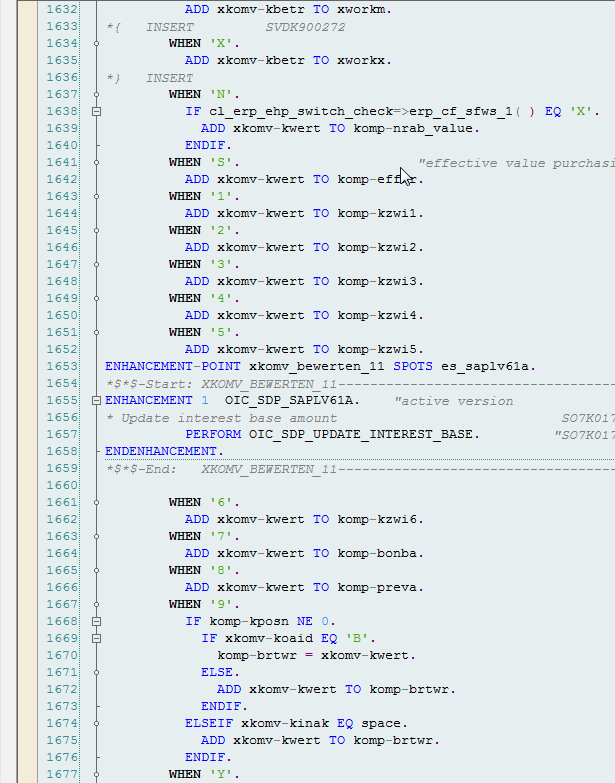 1632 ADD xkomv-kbetr TO xworkm.
1633 *{ INSERT SVDK900272
1634 WHEN 'X'.
1635 ADD xkomv-kbetr TO xworkx.
1636 *} INSERT
1637 WHEN 'N'.
1638 IF cl_erp_ehp_switch_check=>erp_cf_sfws_1( ) EQ 'X'.
1639 ADD xkomv-kwert TO komp-nrab_value.
1640 ENDIF.
1641 WHEN 'S'. "effective value purchasi
1642 ADD xkomv-kwert TO
1643 WHEN '1'.
1644 ADD xkomv-kwert TO komp-kzwi1.
1645 WHEN '2'.
1646 ADD xkomv-kwert TO komp-kzwi2.
1647 WHEN '3'.
1648 ADD xkomv-kwert TO komp-kzwi3.
1649 WHEN '4'.
1650 ADD xkomv-kwert TO komp-kzwi4.
1651 WHEN '5'.
1652 ADD xkomv-kwert TO komp-kzwi5.
1653 ENHANCEMENT-POINT xkomv_bewerten_11 SPOTS es_saplv61a.
1654 *$*$-Start: XKOMV_BEWERTEN_11-----------------------------------
1655 ENHANCEMENT 1 OIC_SDP_SAPLV61A. "active version
1656 * Update interest base amount SO7K017
1657 PERFORM OIC_SDP_UPDATE_INTEREST_BASE. "SO7K017
1658 ENDENHANCEMENT.
1659 *$*$-End: XKOMV_BEWERTEN_11-----------------------------------
1660
1661 WHEN '6'.
1662 ADD xkomv-kwert TO komp-kzwi6.
1663 WHEN '7'.
1664 ADD xkomv-kwert TO komp-bonba.
1665 WHEN '8'.
1666 ADD xkomv-kwert TO komp-preva.
1667 WHEN '9'.
1668 IF komp-kposn NE 0.
1669 IF xkomv-koaid EQ 'B'.
1670 komp-brtwr = xkomv-kwert.
1671 ELSE.
1672 ADD xkomv-kwert TO komp-brtwr.
1673 ENDIF.
1674 ELSEIF xkomv-kinak EQ space.
1675 ADD xkomv-kwert TO komp-brtwr.
1676 ENDIF.
1677 WHEN 'Y'.